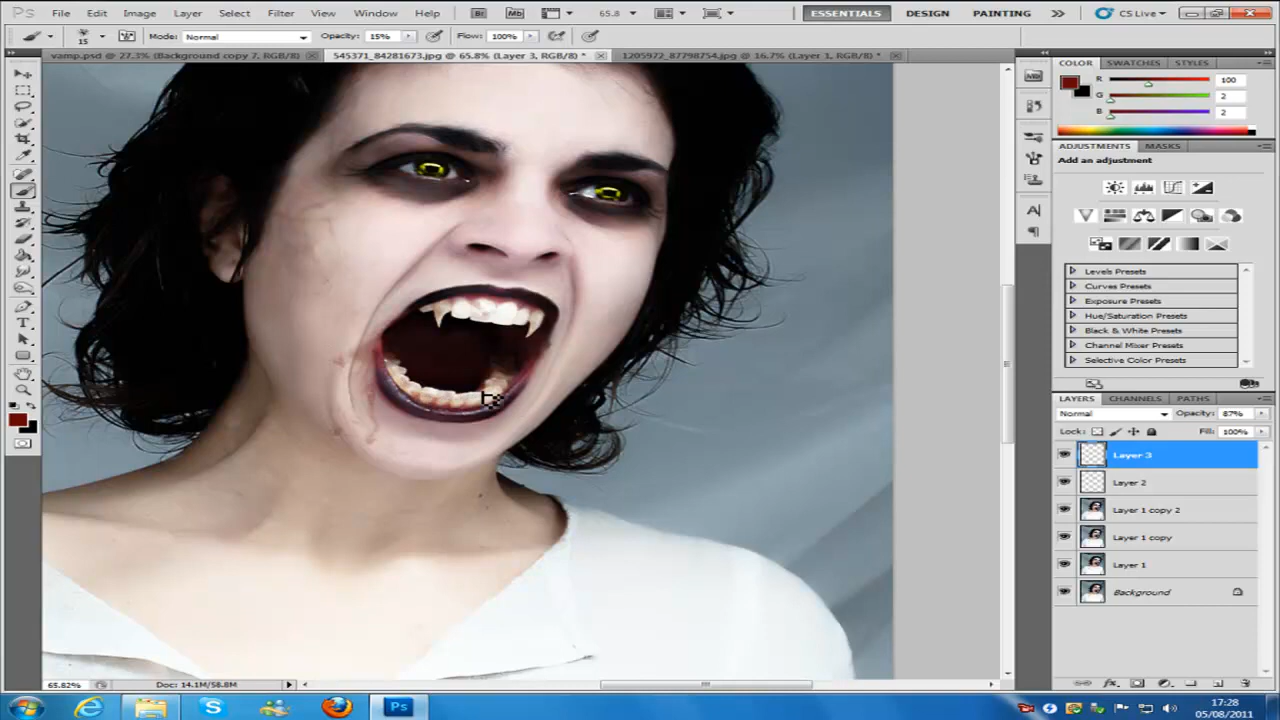 Ps File Edit Image Layer Select Filter View Window Help Br Mb 65.8 ESSENTIALS DESIGN PAINTING CS Live
15 Mode: Normal Opacity: 15% Flow: 100%
vamp.psd @ 27.3% (Background copy 7, RGB/8) 545371_84281673.jpg @ 65.8% (Layer 3, RGB/8) * 1205972_87798754.jpg @ 16.7% (Layer 1, RGB/8) *
COLOR SWATCHES STYLES
R 100
G 2
B 2
ADJUSTMENTS MASKS
Add an adjustment
Levels Presets
Curves Presets
Exposure Presets
Hue/Saturation Presets
Black & White Presets
Channel Mixer Presets
Selective Color Presets
LAYERS CHANNELS PATHS
Normal Opacity: 87%
Lock: Fill: 100%
Layer 3
Layer 2
Layer 1 copy 2
Layer 1 copy
Layer 1
Background
65.82% Doc: 14.1M/58.8M
17:28
05/08/2011